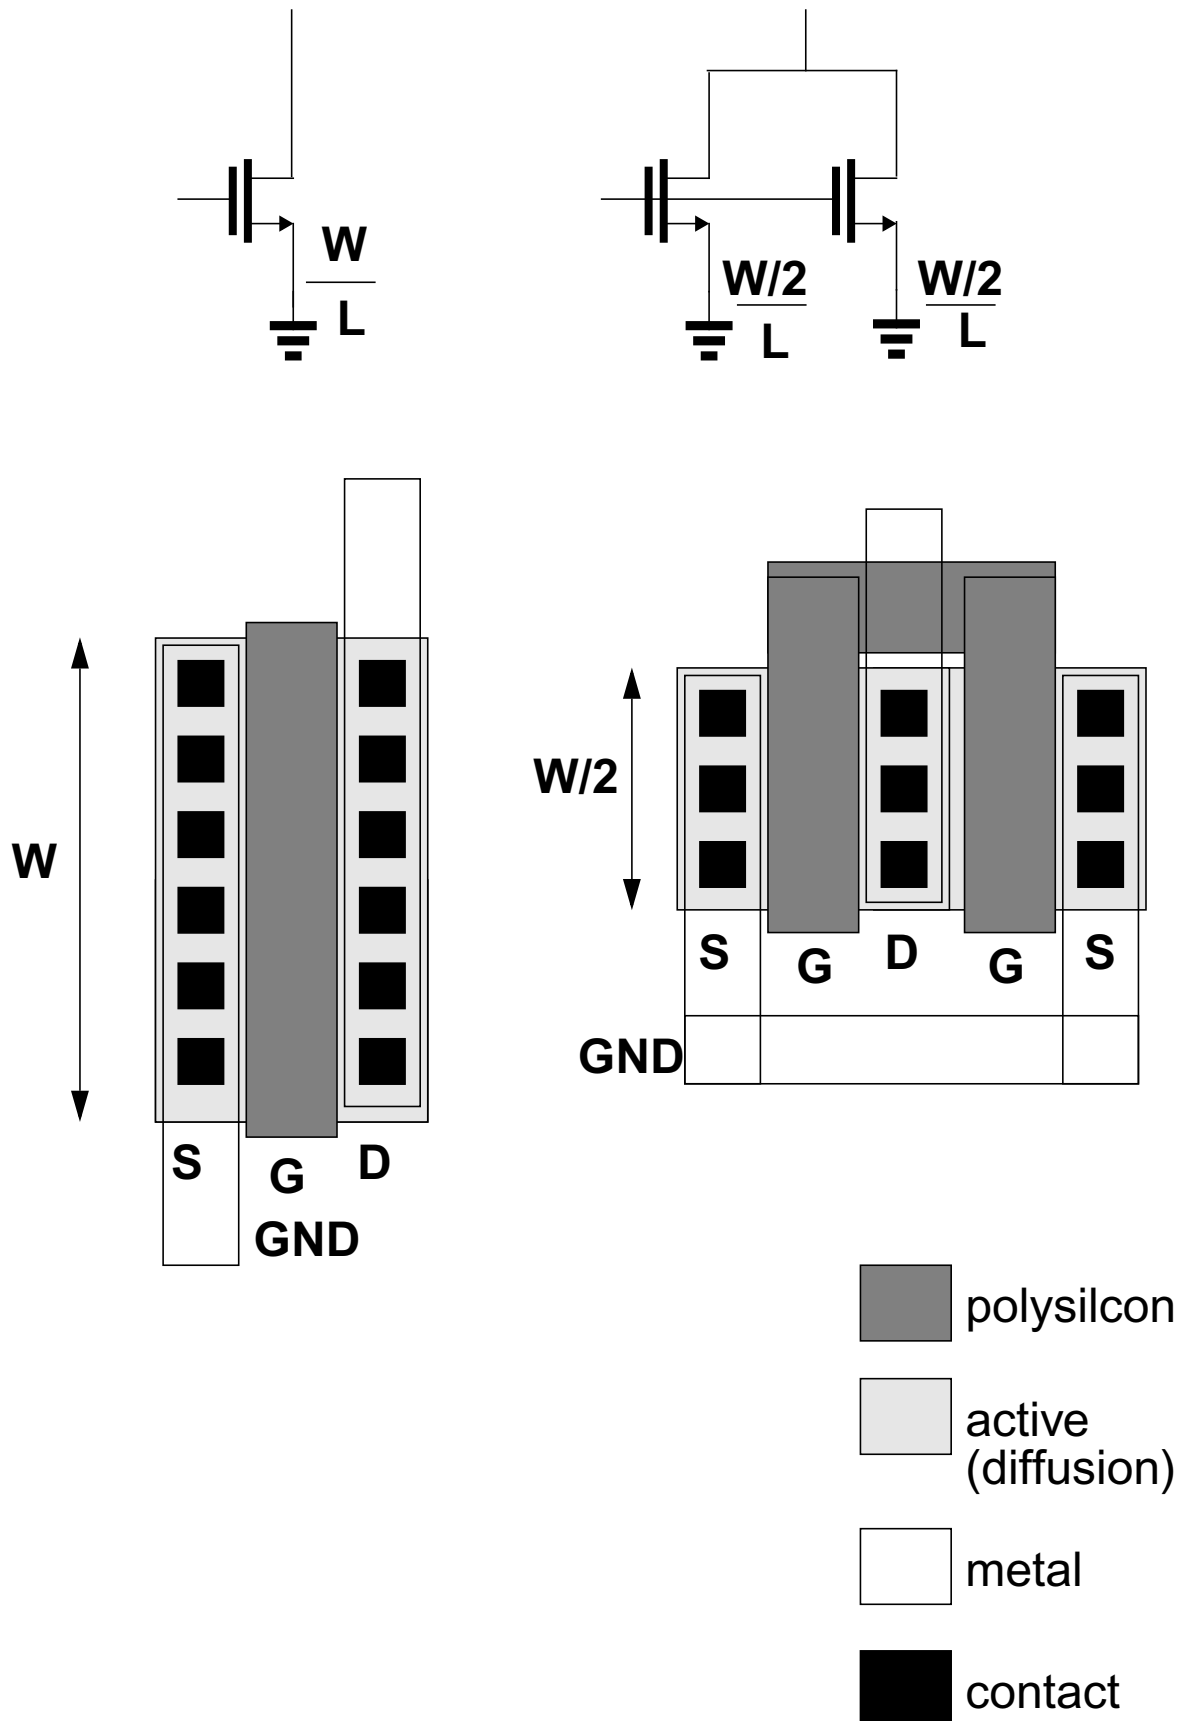 W
L
W/2
L
W/2
L
W
S
G
D
GND
W/2
S
G
D
G
S
GND
polysilcon
active
(diffusion)
metal
contact